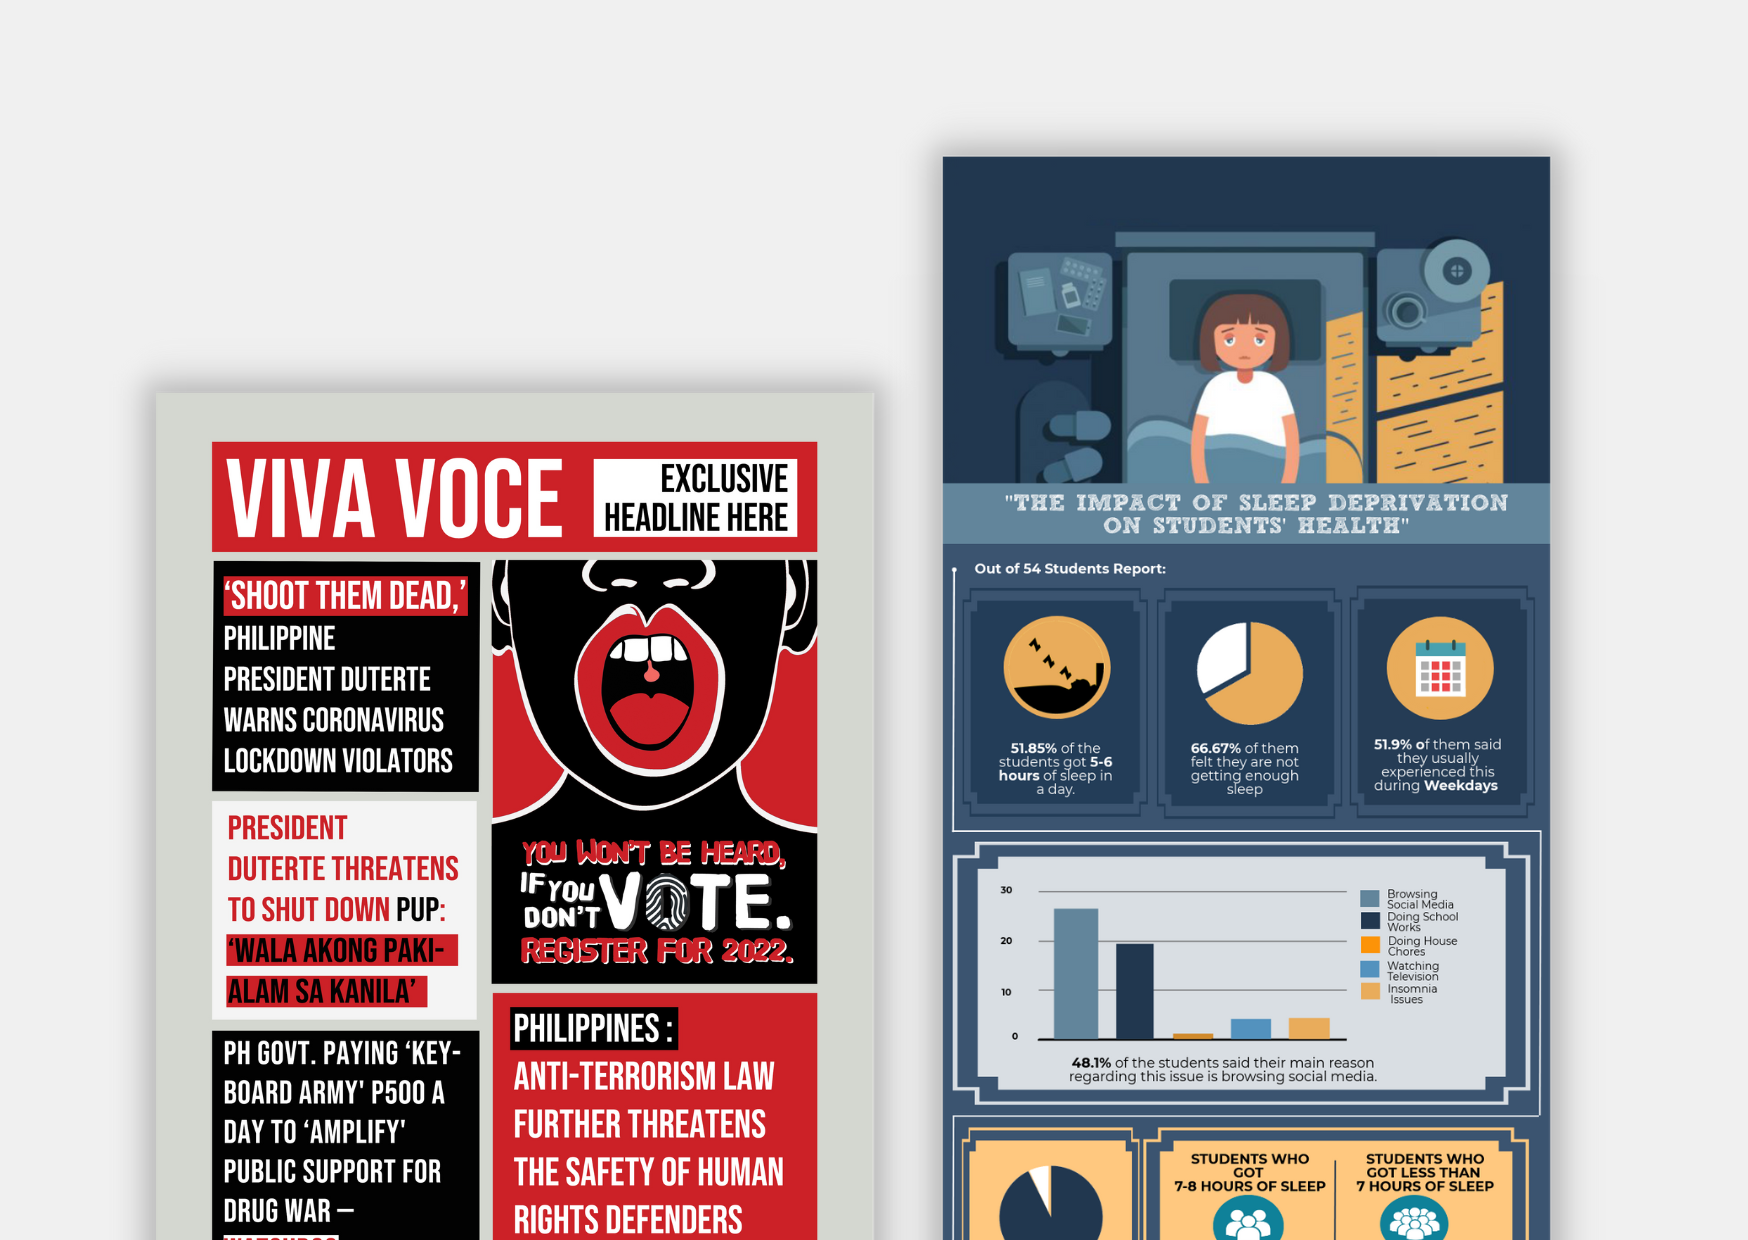 VIVA VOCE
EXCLUSIVE
HEADLINE HERE
‘SHOOT THEM DEAD,’
PHILIPPINE
PRESIDENT DUTERTE
WARNS CORONAVIRUS
LOCKDOWN VIOLATORS
PRESIDENT
DUTERTE THREATENS
TO SHUT DOWN PUP:
‘WALA AKONG PAKI-
ALAM SA KANILA’
PH GOVT. PAYING ‘KEY-
BOARD ARMY' P500 A
DAY TO ‘AMPLIFY'
PUBLIC SUPPORT FOR
DRUG WAR –
YOU WON'T BE HEARD,
IF YOU
DON'T
VOTE.
REGISTER FOR 2022.
PHILIPPINES :
ANTI-TERRORISM LAW
FURTHER THREATENS
THE SAFETY OF HUMAN
RIGHTS DEFENDERS
"THE IMPACT OF SLEEP DEPRIVATION
ON STUDENTS' HEALTH"
Out of 54 Students Report:
Z Z Z Z
51.85% of the
students got 5-6
hours of sleep in
a day.
66.67% of them
felt they are not
getting enough
sleep
51.9% of them said
they usually
experienced this
during Weekdays
30
20
10
0
Browsing
Social Media
Doing School
Works
Doing House
Chores
Watching
Television
Insomnia
Issues
48.1% of the students said their main reason
regarding this issue is browsing social media.
STUDENTS WHO
GOT
7-8 HOURS OF SLEEP
STUDENTS WHO
GOT LESS THAN
7 HOURS OF SLEEP